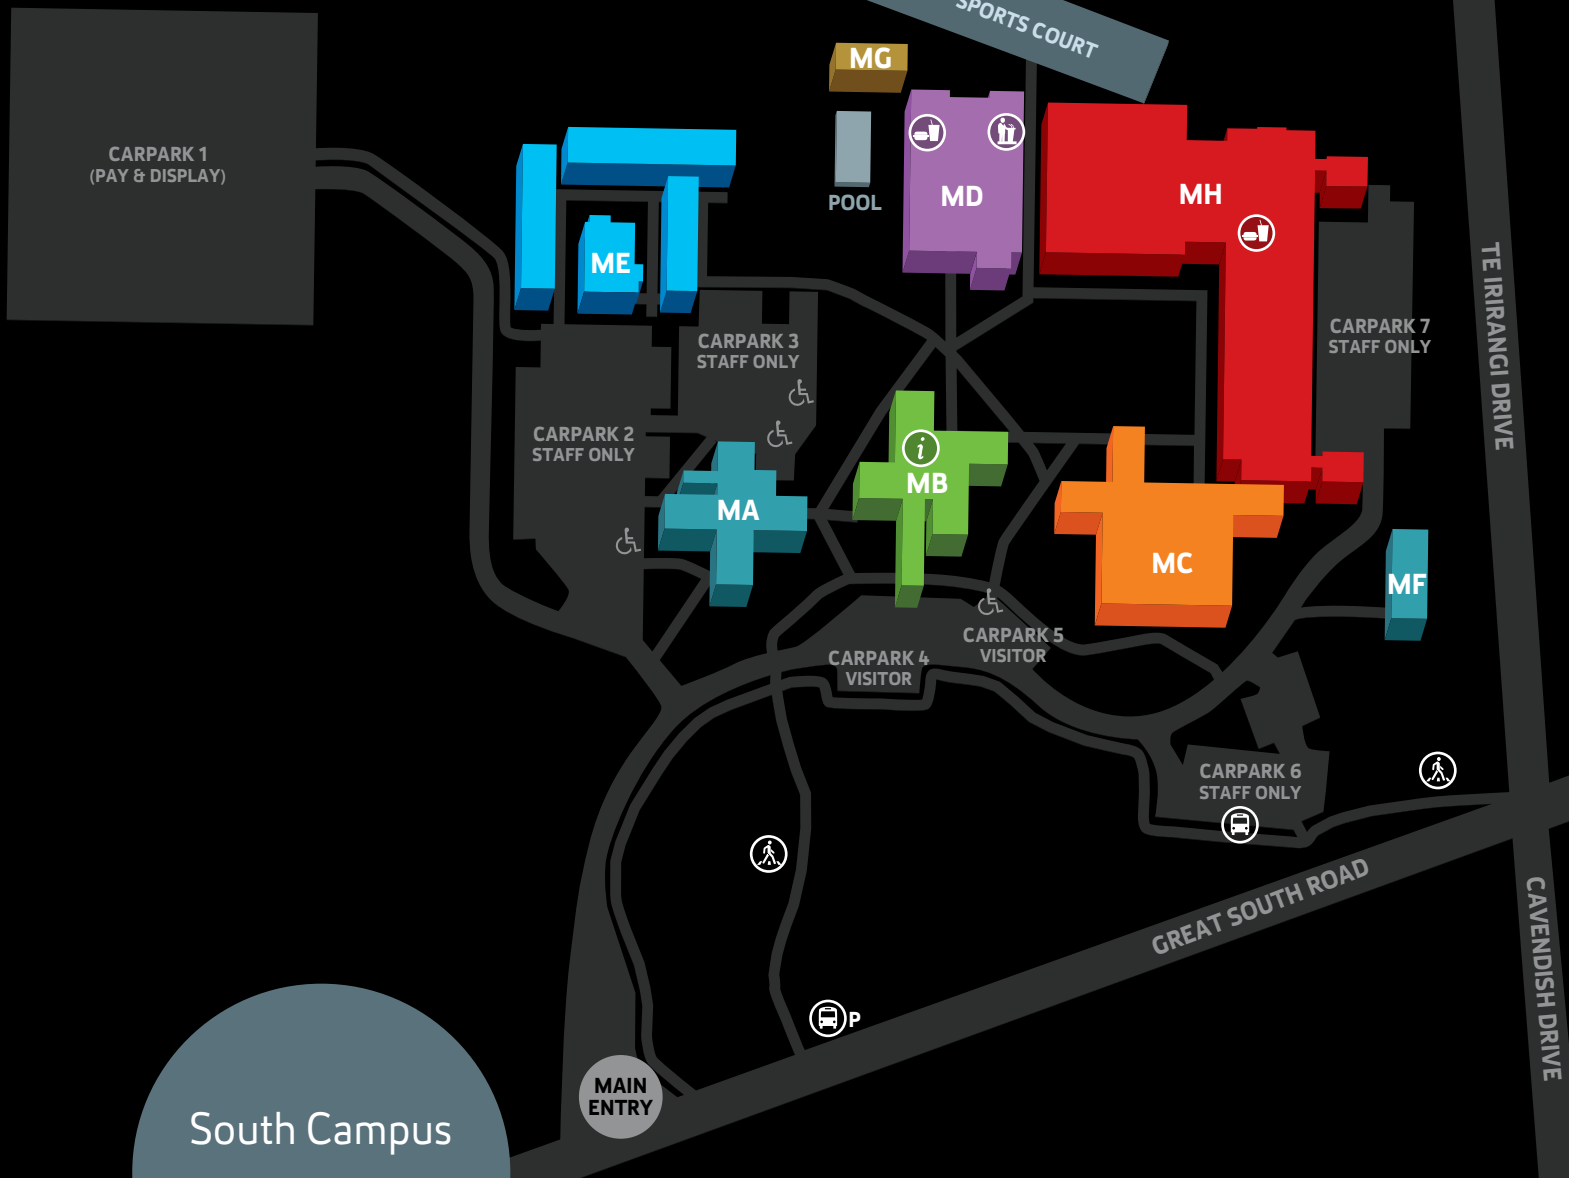 SPORTS COURT
MG
CARPARK 1
(PAY & DISPLAY)
POOL
MD
MH
ME
TE IRIRANGI DRIVE
CARPARK 7
STAFF ONLY
CARPARK 3
STAFF ONLY
CARPARK 2
STAFF ONLY
i
MB
MA
MC
MF
CARPARK 5
VISITOR
CARPARK 4
VISITOR
CARPARK 6
STAFF ONLY
GREAT SOUTH ROAD
CAVENDISH DRIVE
P
MAIN
ENTRY
South Campus